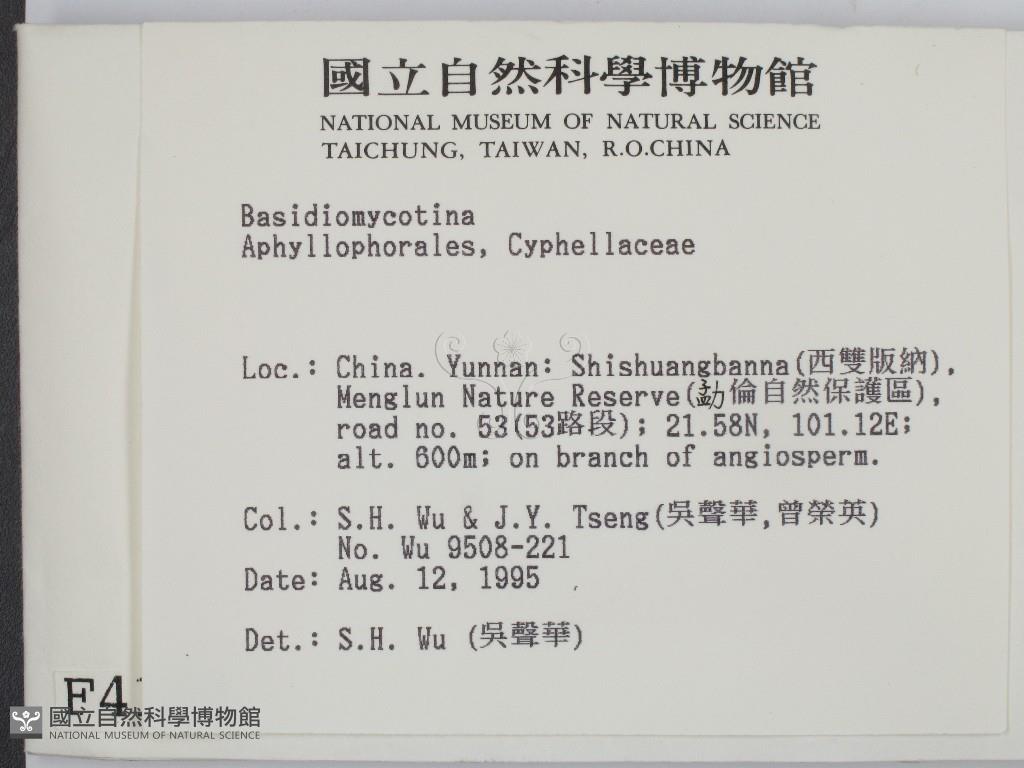 國立自然科學博物館
NATIONAL MUSEUM OF NATURAL SCIENCE
TAICHUNG, TAIWAN, R.O.CHINA
Basidiomycotina
Aphyllophorales, Cyphellaceae
Loc.: China. Yunnan: Shishuangbanna(西雙版納),
Menglun Nature Reserve(勐倫自然保護區),
road no. 53(53路段); 21.58N, 101.12E;
alt. 600m; on branch of angiosperm.
Col.: S.H. Wu & J.Y. Tseng(吳聲華,曾榮英)
No. Wu 9508-221
Date: Aug. 12, 1995
Det.: S.H. Wu (吳聲華)
F4
國立自然科學博物館
NATIONAL MUSEUM OF NATURAL SCIENCE